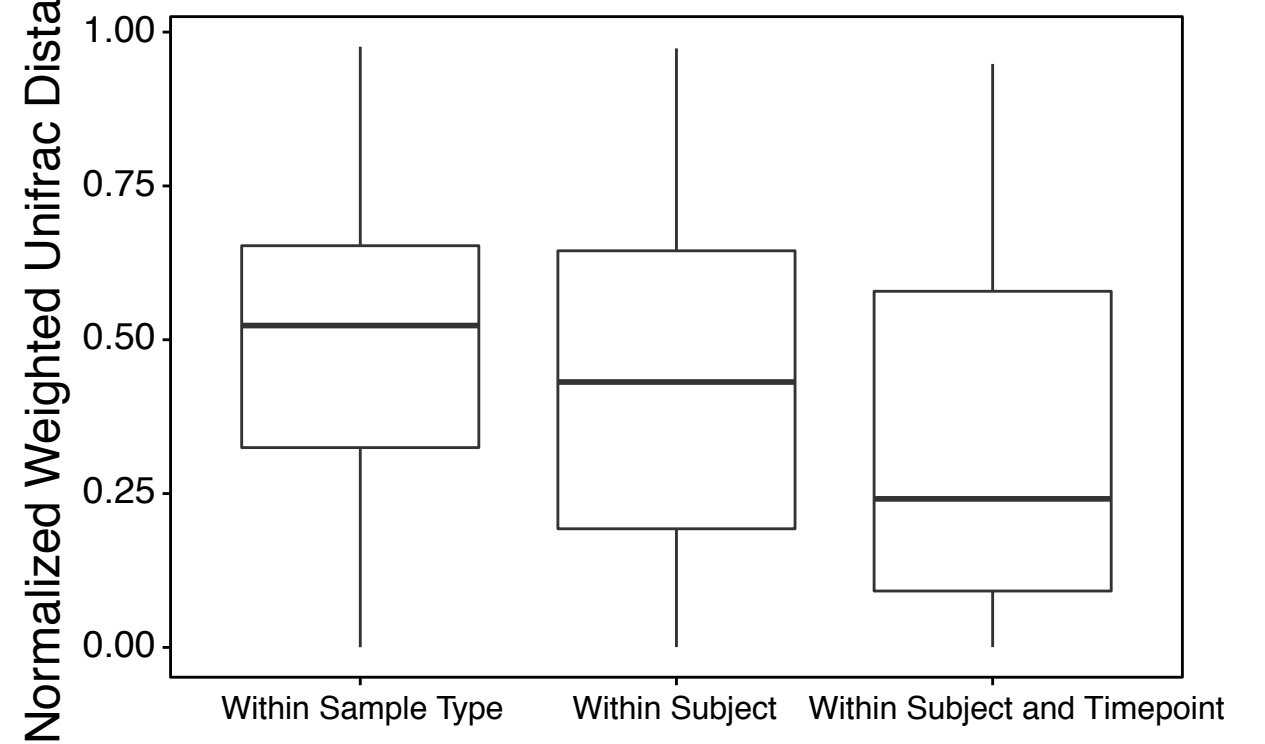 Normalized Weighted Unifrac Dista
1.00
0.75
0.50
0.25
0.00
Within Sample Type
Within Subject
Within Subject and Timepoint